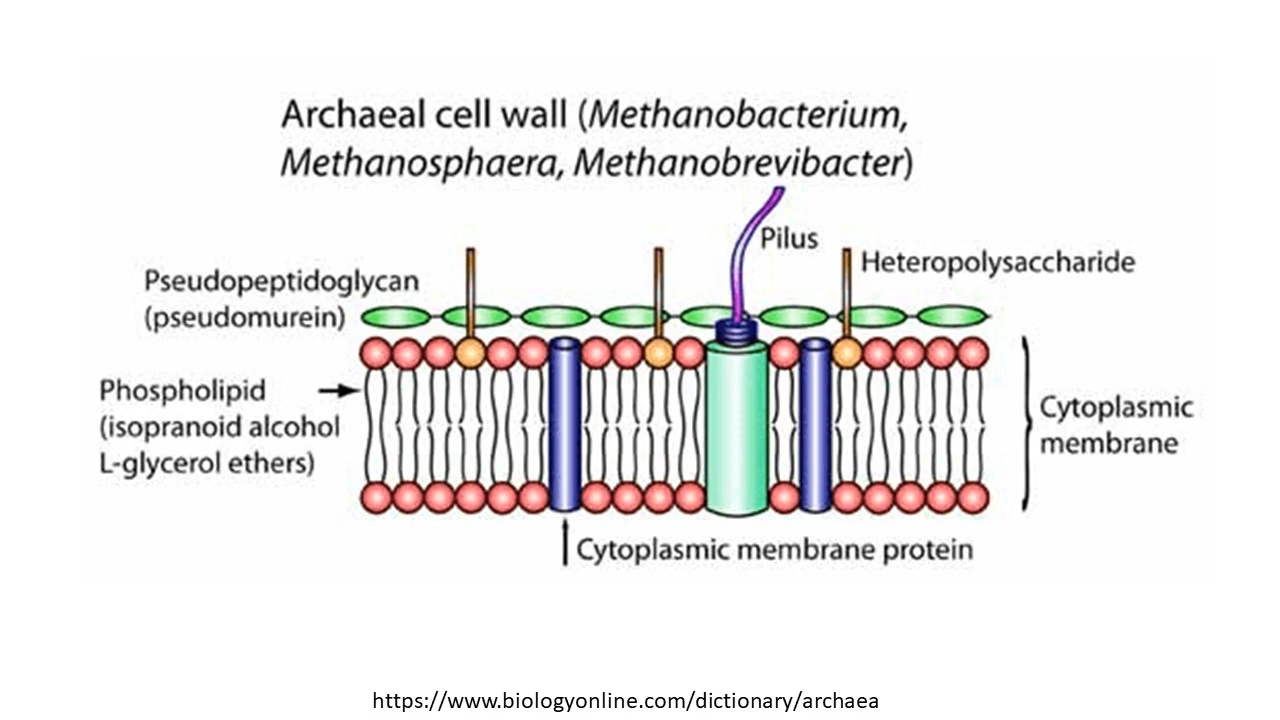 Archaeal cell wall (Methanobacterium,
Methanosphaera, Methanobrevibacter)
Pilus
Heteropolysaccharide
Pseudopeptidoglycan
(pseudomurein)
Phospholipid
(isopranoid alcohol
L-glycerol ethers)
Cytoplasmic
membrane
Cytoplasmic membrane protein
https://www.biologyonline.com/dictionary/archaea